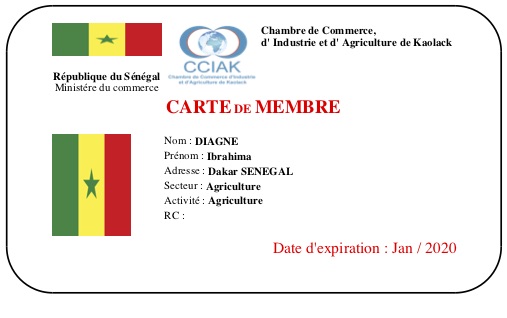 République du Sénégal
Ministére du commerce
CCIAK
Chambre de Commerce d'Industrie
et d'Agriculture de Kaolack
Chambre de Commerce,
d' Industrie et d' Agriculture de Kaolack
CARTE DE MEMBRE
Nom : DIAGNE
Prénom : Ibrahima
Adresse : Dakar SENEGAL
Secteur : Agriculture
Activité : Agriculture
RC :
Date d'expiration : Jan / 2020